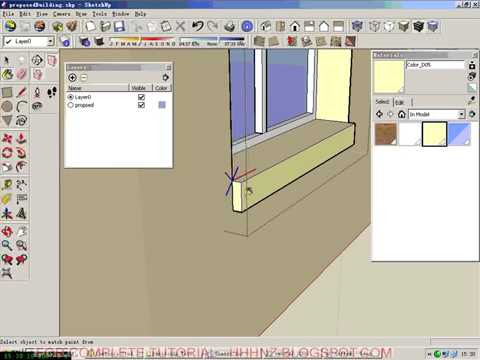 proposedBuilding.skp - SketchUp
File Edit View Camera Draw Tools Window Help
Layer0
J F M A M J J A S O N D
Layers
Name Visible Color
Layer0
propsed
Materials
Color_D05
Select Edit
In Model
Select object to match paint from
FOR COMPLETE TUTORIAL - HHHNZ.BLOGSPOT.COM
15:30